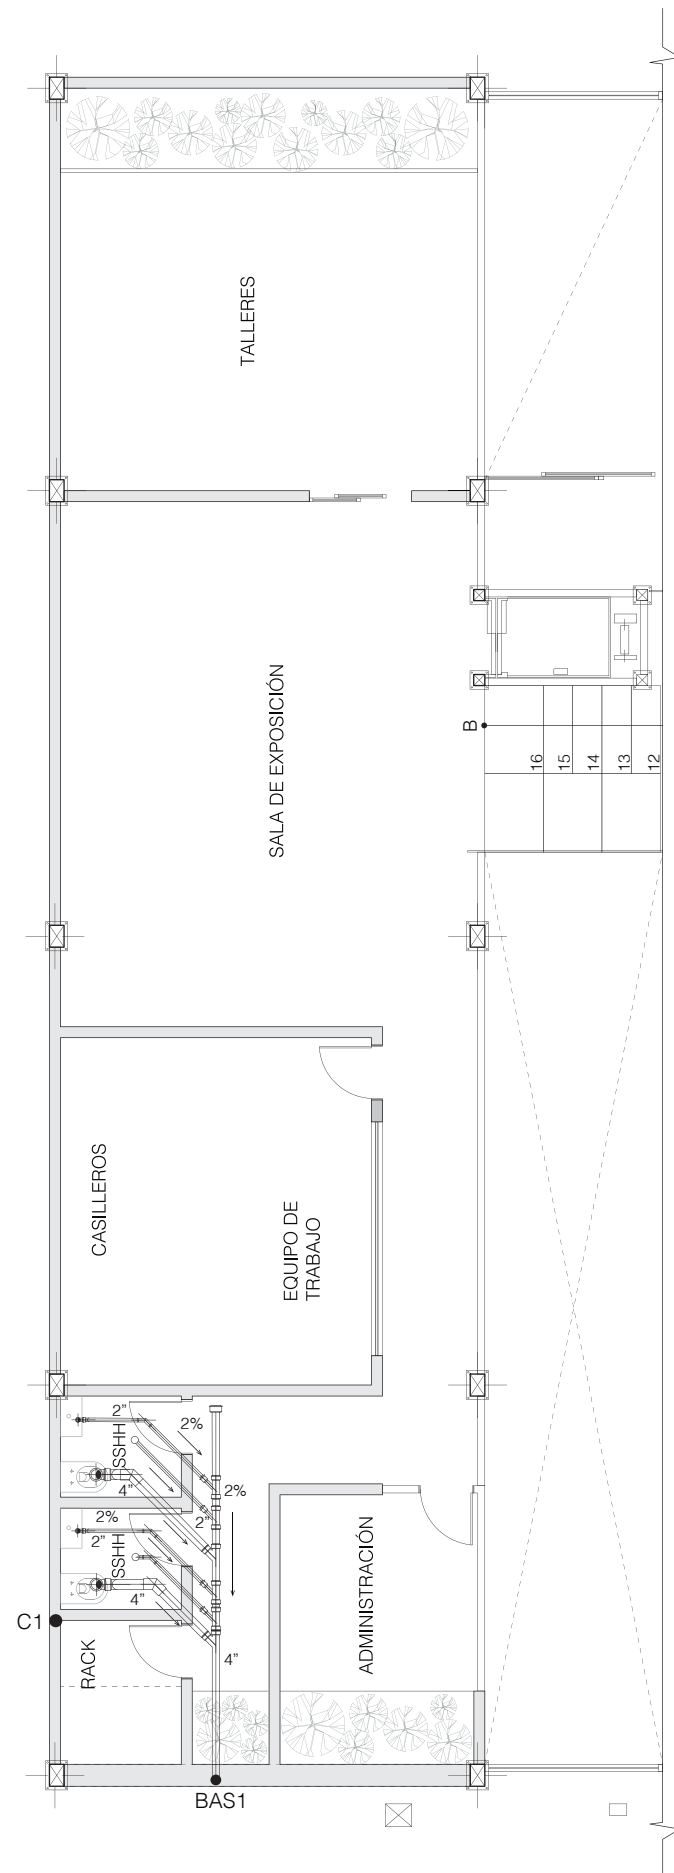 TALLERES
SALA DE EXPOSICIÓN
B
16
15
14
13
12
CASILLEROS
EQUIPO DE
TRABAJO
2"
2%
SSHH
4"
2%
2"
2%
2"
SSHH
4"
4"
C1
RACK
ADMINISTRACIÓN
BAS1